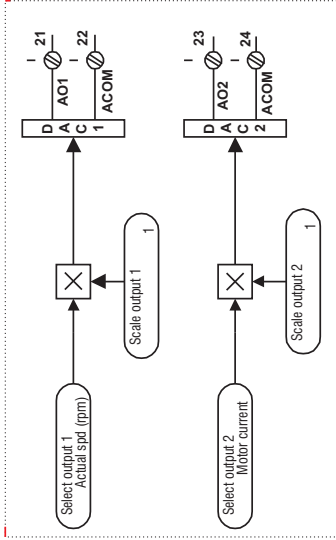 Select output 1
Actual spd (rpm)
Scale output 1
1
X
D
A
C
1
AO1
I
21
ACOM
I
22
Select output 2
Motor current
Scale output 2
1
X
D
A
C
2
AO2
I
23
ACOM
I
24